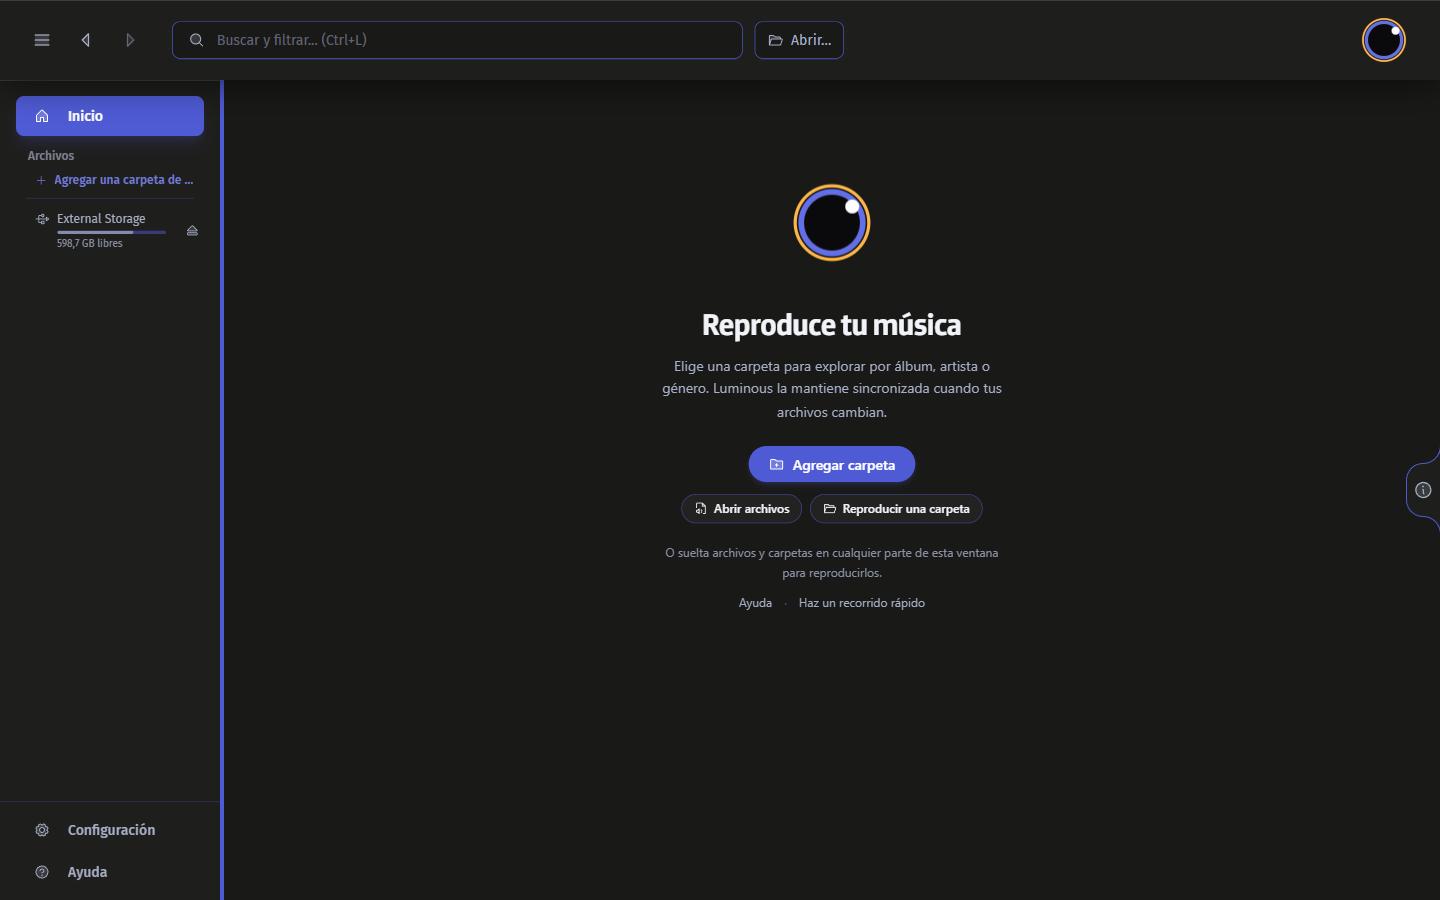 Buscar y filtrar... (Ctrl+L)
Abrir...
Inicio
Archivos
Agregar una carpeta de ...
External Storage
598,7 GB libres
Reproduce tu música
Elige una carpeta para explorar por álbum, artista o
género. Luminous la mantiene sincronizada cuando tus
archivos cambian.
Agregar carpeta
Abrir archivos
Reproducir una carpeta
O suelta archivos y carpetas en cualquier parte de esta ventana
para reproducirlos.
Ayuda · Haz un recorrido rápido
Configuración
Ayuda